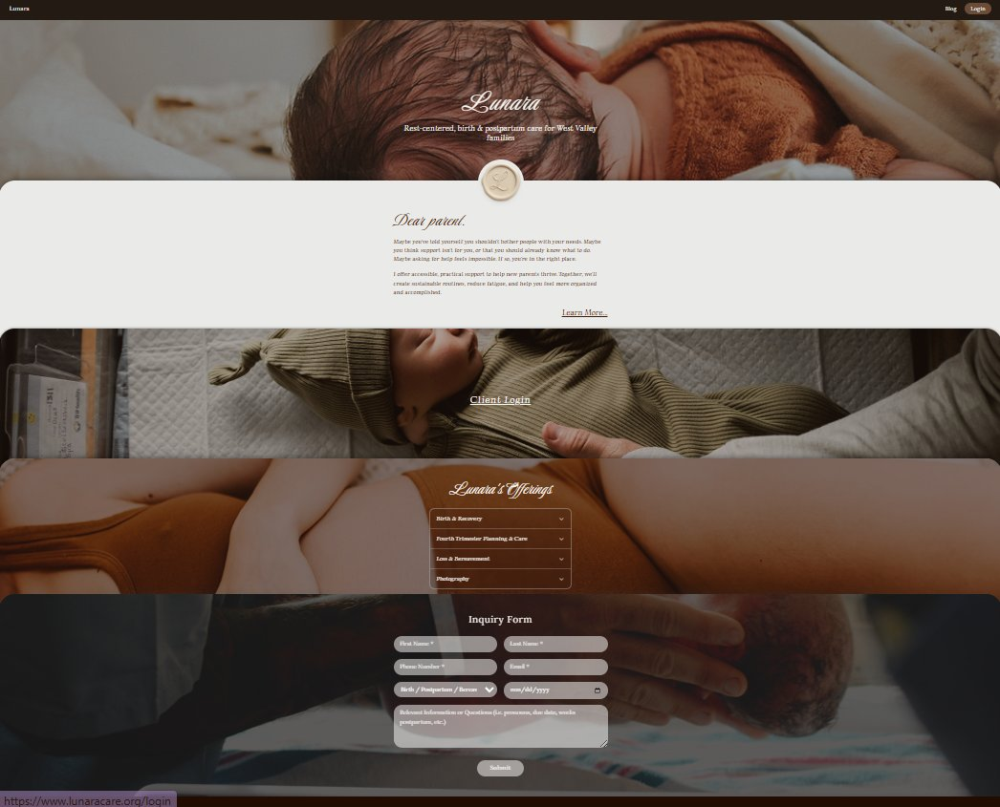 Lunara
Blog
Login
Lunara
Rest-centered, birth & postpartum care for West Valley
families
L
Dear parent,
Maybe you've told yourself you shouldn't bother people with your needs. Maybe
you think support isn't for you, or that you should already know what to do.
Maybe asking for help feels impossible. If so, you're in the right place.
I offer accessible, practical support to help new parents thrive. Together, we'll
create sustainable routines, reduce fatigue, and help you feel more organized
and accomplished.
Learn More...
Client Login
Lunara's Offerings
Birth & Recovery
Fourth Trimester Planning & Care
Loss & Bereavement
Photography
Inquiry Form
First Name *
Last Name *
Phone Number *
Email *
Birth / Postpartum / Bereav
mm/dd/yyyy
Relevant Information or Questions (i.e. pronouns, due date, weeks
postpartum, etc.)
Submit
https://www.lunaracare.org/login